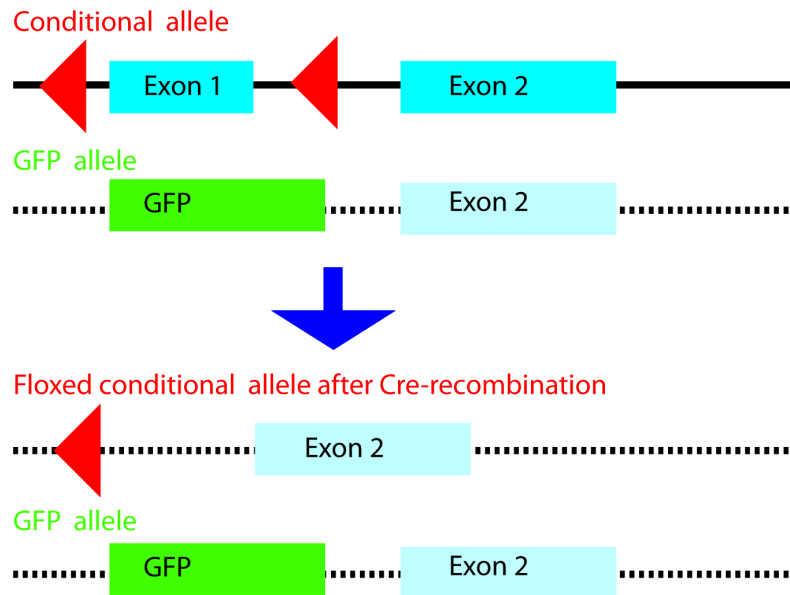 Conditional allele
Exon 1
Exon 2
GFP allele
GFP
Exon 2
Floxed conditional allele after Cre-recombination
Exon 2
GFP allele
GFP
Exon 2